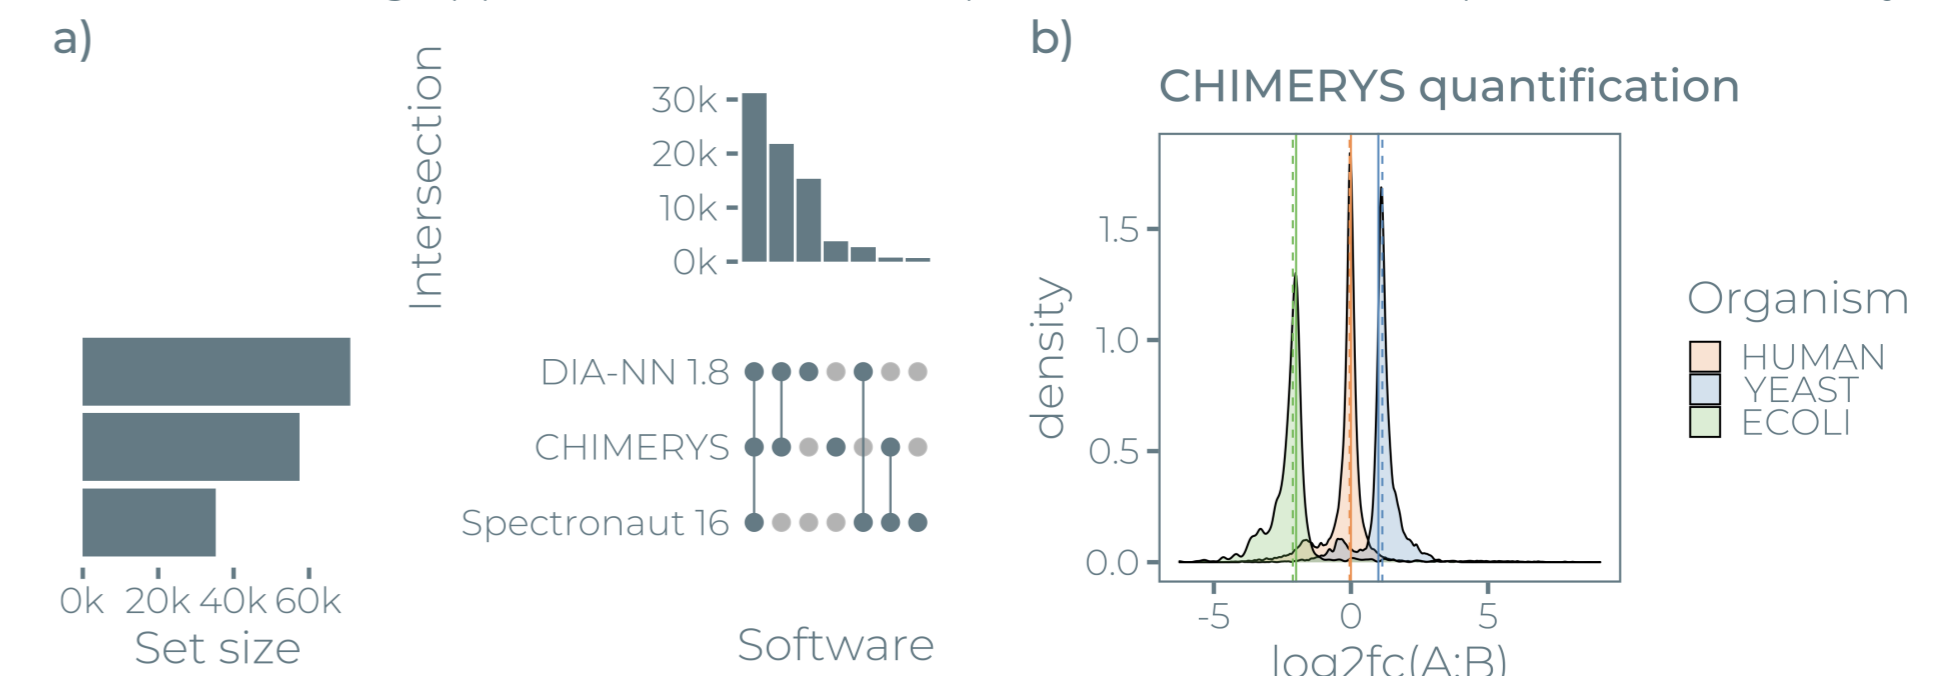 a)
Intersection
30k
20k
10k
0k
DIA-NN 1.8
CHIMERYS
Spectronaut 16
0k 20k 40k 60k
Set size
Software
b)
CHIMERYS quantification
density
1.5
1.0
0.5
0.0
-5 0 5
log2fc(A:B)
Organism
HUMAN
YEAST
ECOLI